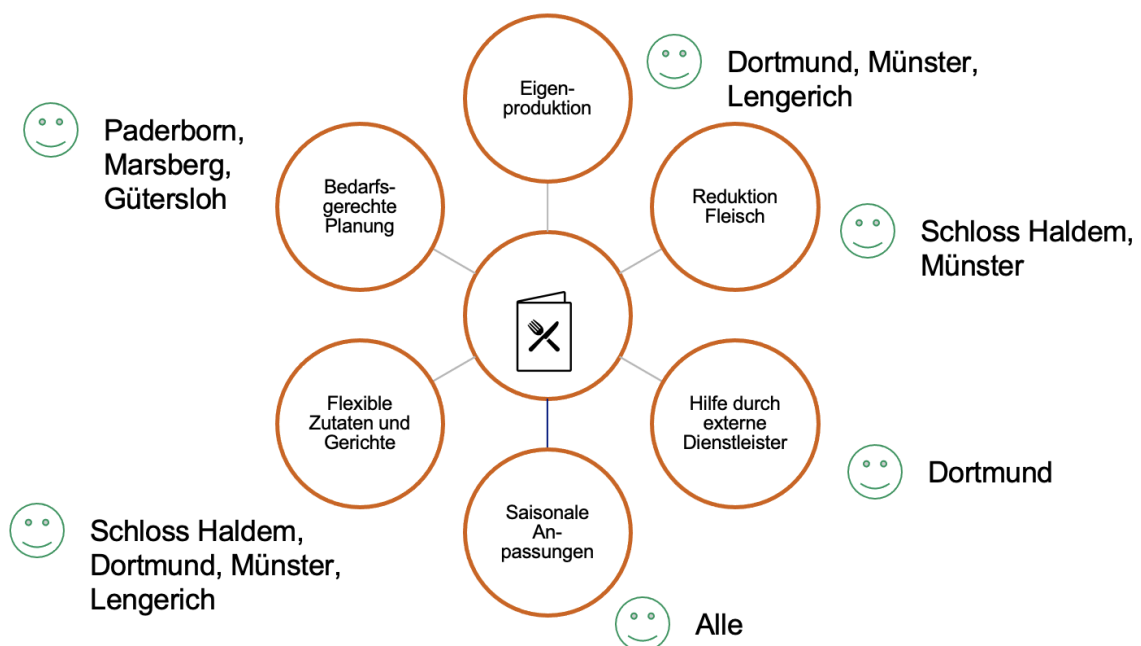 Eigen-
produktion
Dortmund, Münster,
Lengerich
Reduktion
Fleisch
Schloss Haldem,
Münster
Hilfe durch
externe
Dienstleister
Dortmund
Saisonale
An-
passungen
Alle
Flexible
Zutaten und
Gerichte
Schloss Haldem,
Dortmund, Münster,
Lengerich
Bedarfs-
gerechte
Planung
Paderborn,
Marsberg,
Gütersloh